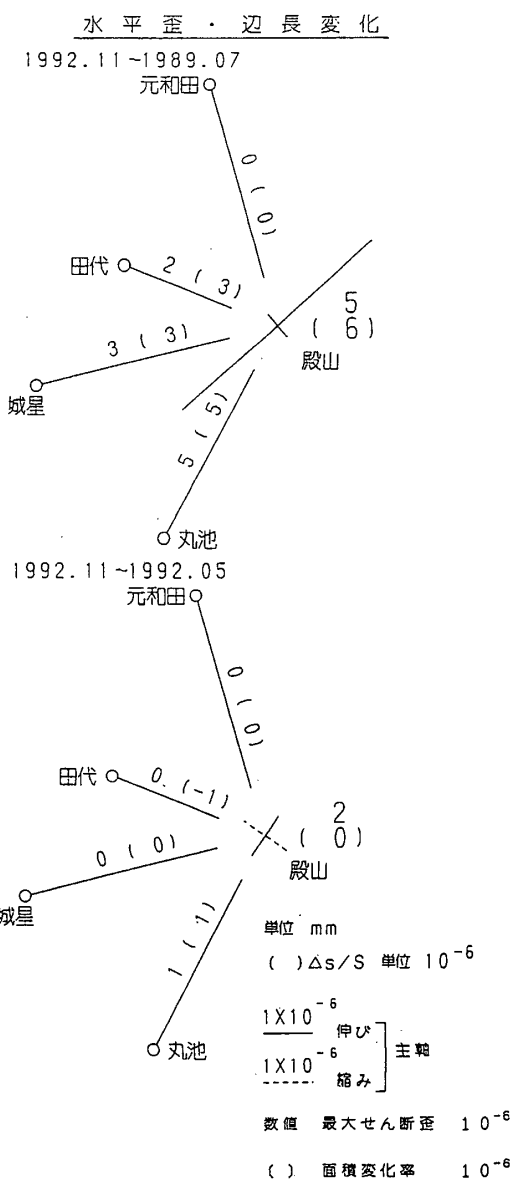 水平歪・辺長変化
1992.11~1989.07
元和田
0 ( 0)
田代
2 ( 3)
3 ( 3)
城星
5
( 6)
殿山
5 ( 5)
丸池
1992.11~1992.05
元和田
0 ( 0)
田代
0. (-1)
0 ( 0)
城星
2
( 0)
殿山
1 ( 1)
丸池
単位 mm
( )Δs/S 単位 10⁻⁶
1X10⁻⁶ 伸び
主軸
1X10⁻⁶ 縮み
数値 最大せん断歪 10⁻⁶
( ) 面積変化率 10⁻⁶